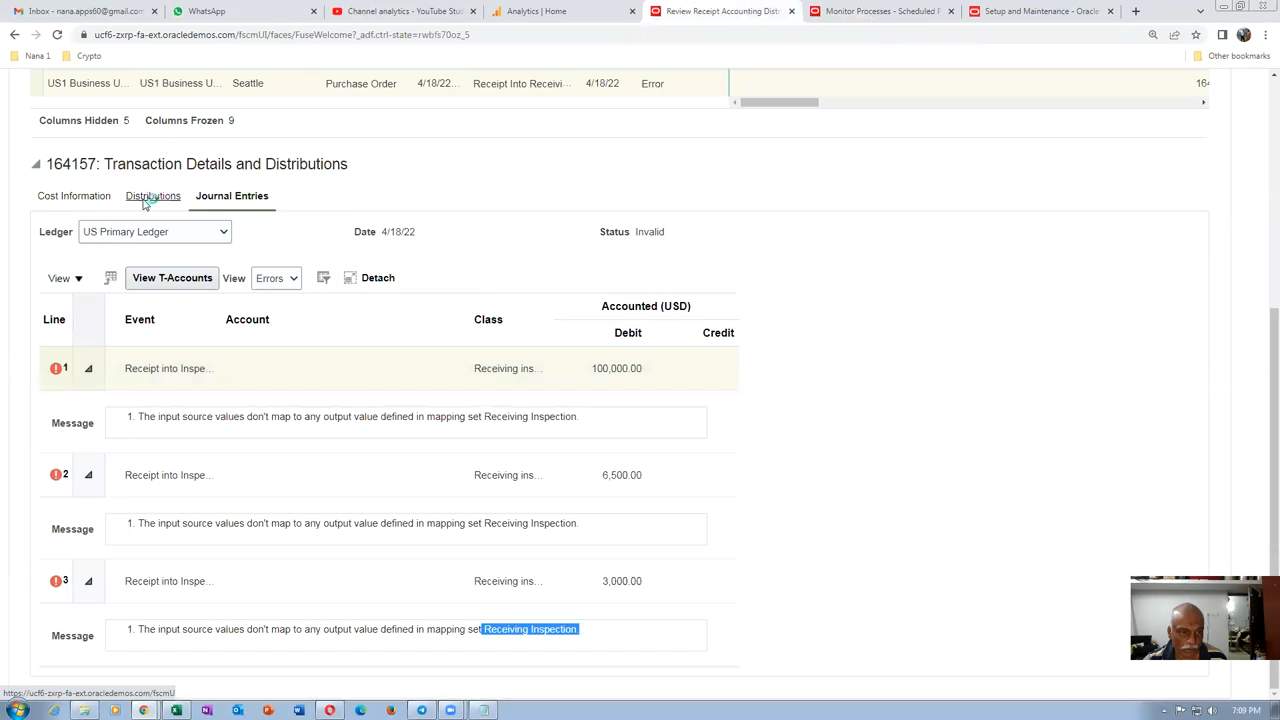 nana.apps60@gmail.com
WhatsApp
Channel analytics - YouTube Stu
Analytics | Home
Review Receipt Accounting Dist
Monitor Processes - Scheduled P
Setup and Maintenance - Oracle
ucf6-zxrp-fa-ext.oracledemos.com/fscmUI/faces/FuseWelcome?_adf.ctrl-state=rwbfs70oz_5
Nana 1 Crypto Other bookmarks
US1 Business U... US1 Business U... Seattle Purchase Order 4/18/22... Receipt Into Receivi... 4/18/22 Error 164
Columns Hidden 5 Columns Frozen 9
164157: Transaction Details and Distributions
Cost Information Distributions Journal Entries
Ledger US Primary Ledger Date 4/18/22 Status Invalid
View View T-Accounts View Errors Detach
Accounted (USD)
Line Event Account Class
Debit Credit
1 Receipt into Inspe... Receiving ins... 100,000.00
Message 1. The input source values don't map to any output value defined in mapping set Receiving Inspection.
2 Receipt into Inspe... Receiving ins... 6,500.00
Message 1. The input source values don't map to any output value defined in mapping set Receiving Inspection.
3 Receipt into Inspe... Receiving ins... 3,000.00
Message 1. The input source values don't map to any output value defined in mapping set Receiving Inspection.
https://ucf6-zxrp-fa-ext.oracledemos.com/fscmU
7:09 PM